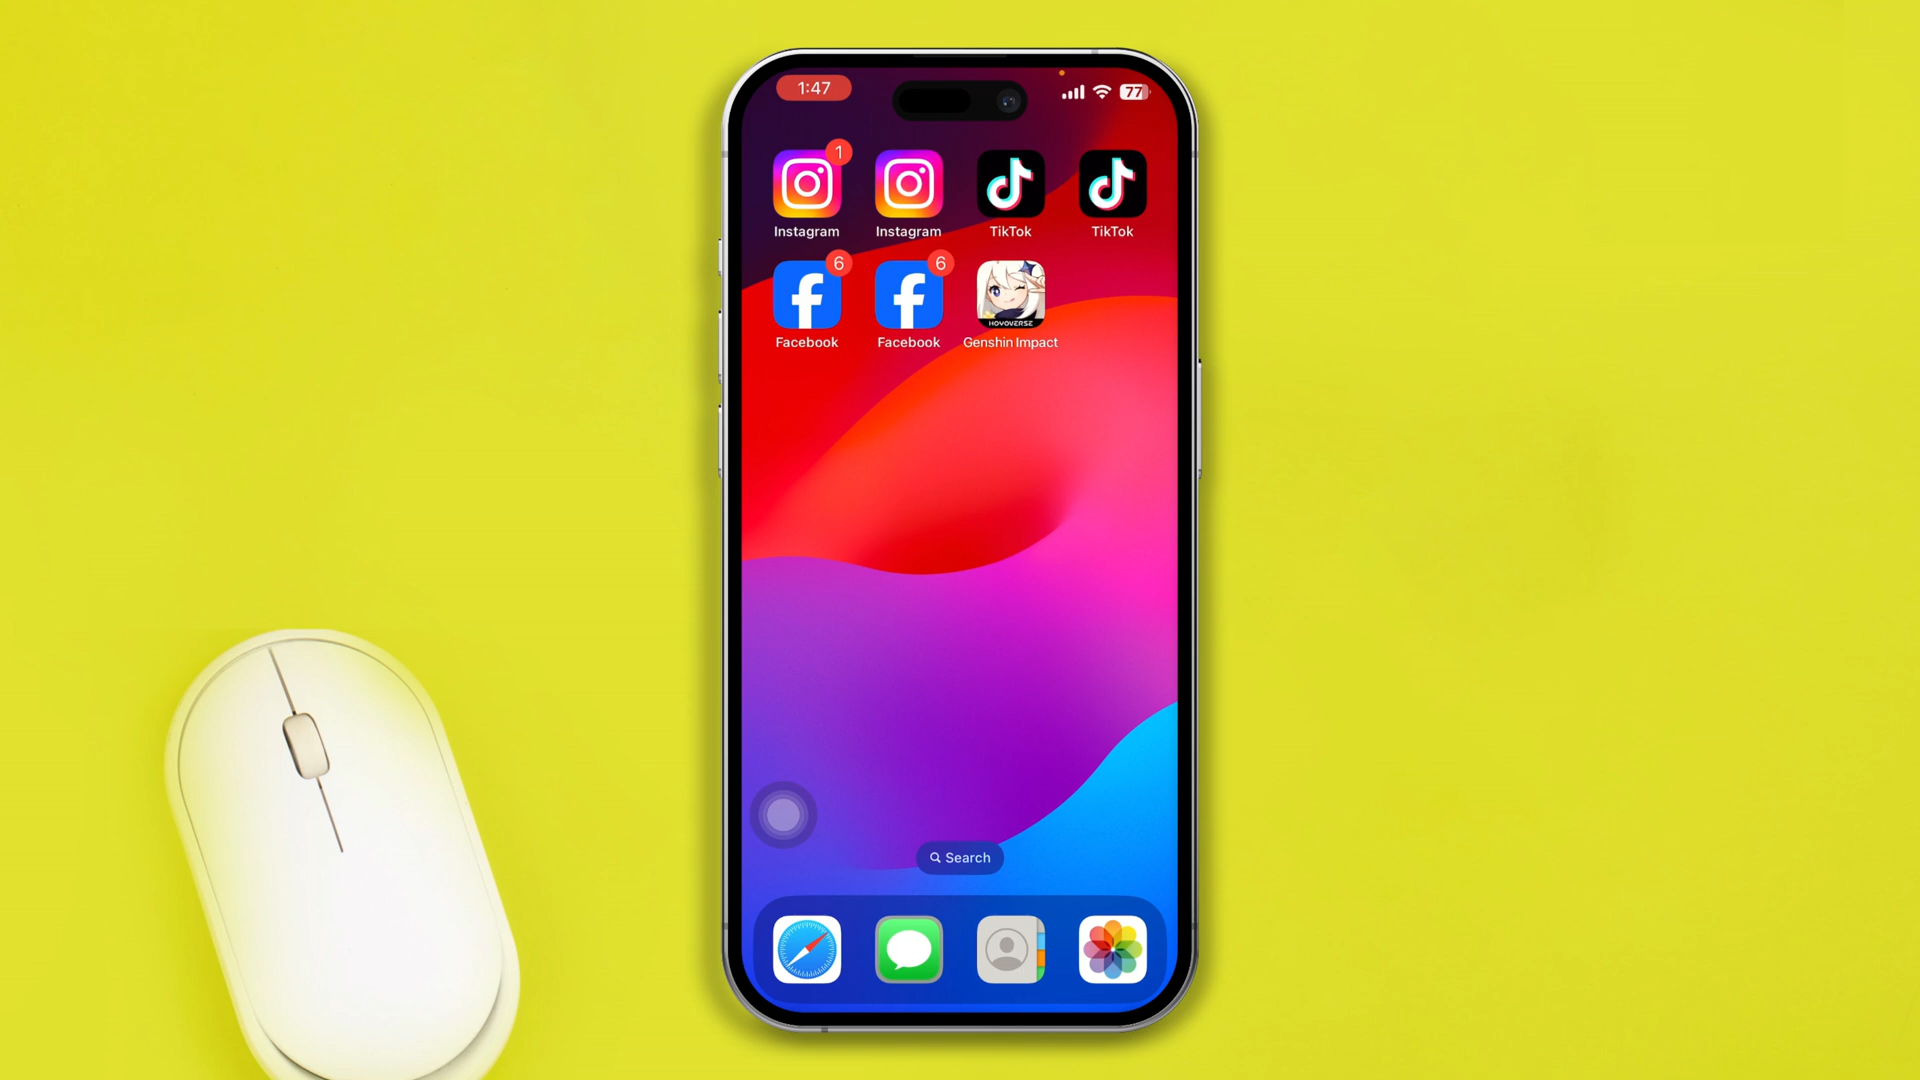 1:47
77
1
Instagram
Instagram
TikTok
TikTok
6
6
HOYOVERSE
Facebook
Facebook
Genshin Impact
Search